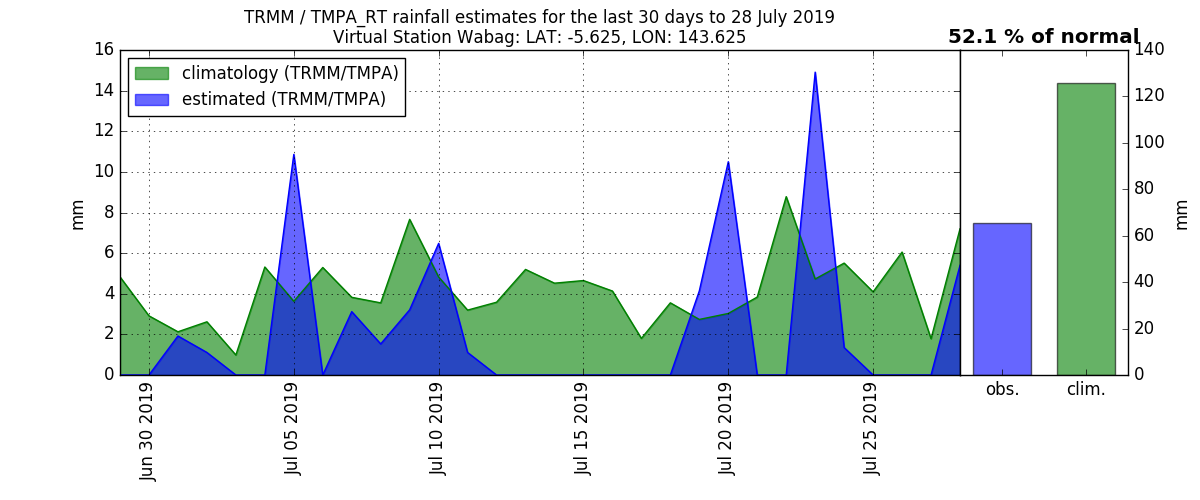 TRMM / TMPA_RT rainfall estimates for the last 30 days to 28 July 2019
Virtual Station Wabag: LAT: -5.625, LON: 143.625
52.1 % of normal
climatology (TRMM/TMPA)
estimated (TRMM/TMPA)
16
14
12
10
8
6
4
2
0
mm
Jun 30 2019
Jul 05 2019
Jul 10 2019
Jul 15 2019
Jul 20 2019
Jul 25 2019
obs.
clim.
140
120
100
80
60
40
20
0
mm